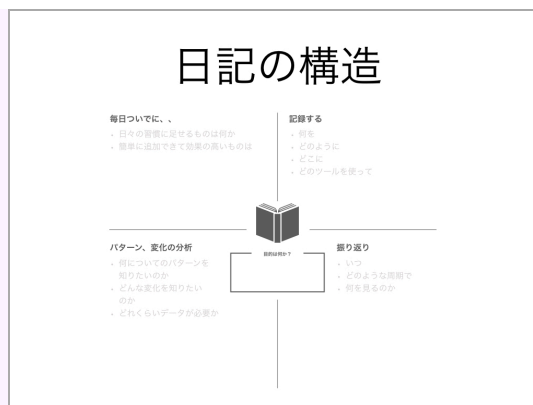 日記の構造
毎日ついでに、、
・日々の習慣に足せるものは何か
・簡単に追加できて効果の高いものは
記録する
・何を
・どのように
・どこに
・どのツールを使って
パターン、変化の分析
・何についてのパターンを
知りたいのか
・どんな変化を知りたい
のか
・どれくらいデータが必要か
目的は何か？
振り返り
・いつ
・どのような周期で
・何を見るのか